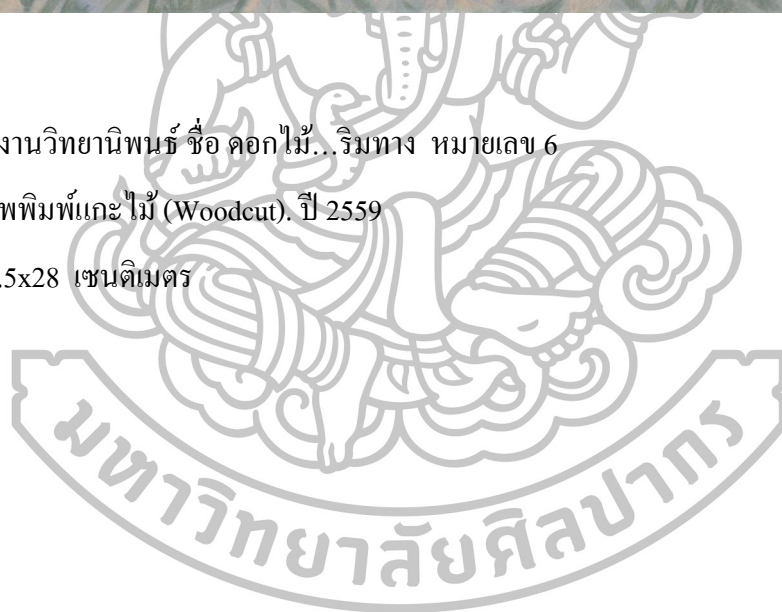 งานวิทยานิพนธ์ ชื่อ ดอกไม้…ริมทาง หมายเลข 6
พพิมพ์แกะไม้ (Woodcut). ปี 2559
.5x28 เซนติเมตร
มหาวิทยาลัยศิลปากร